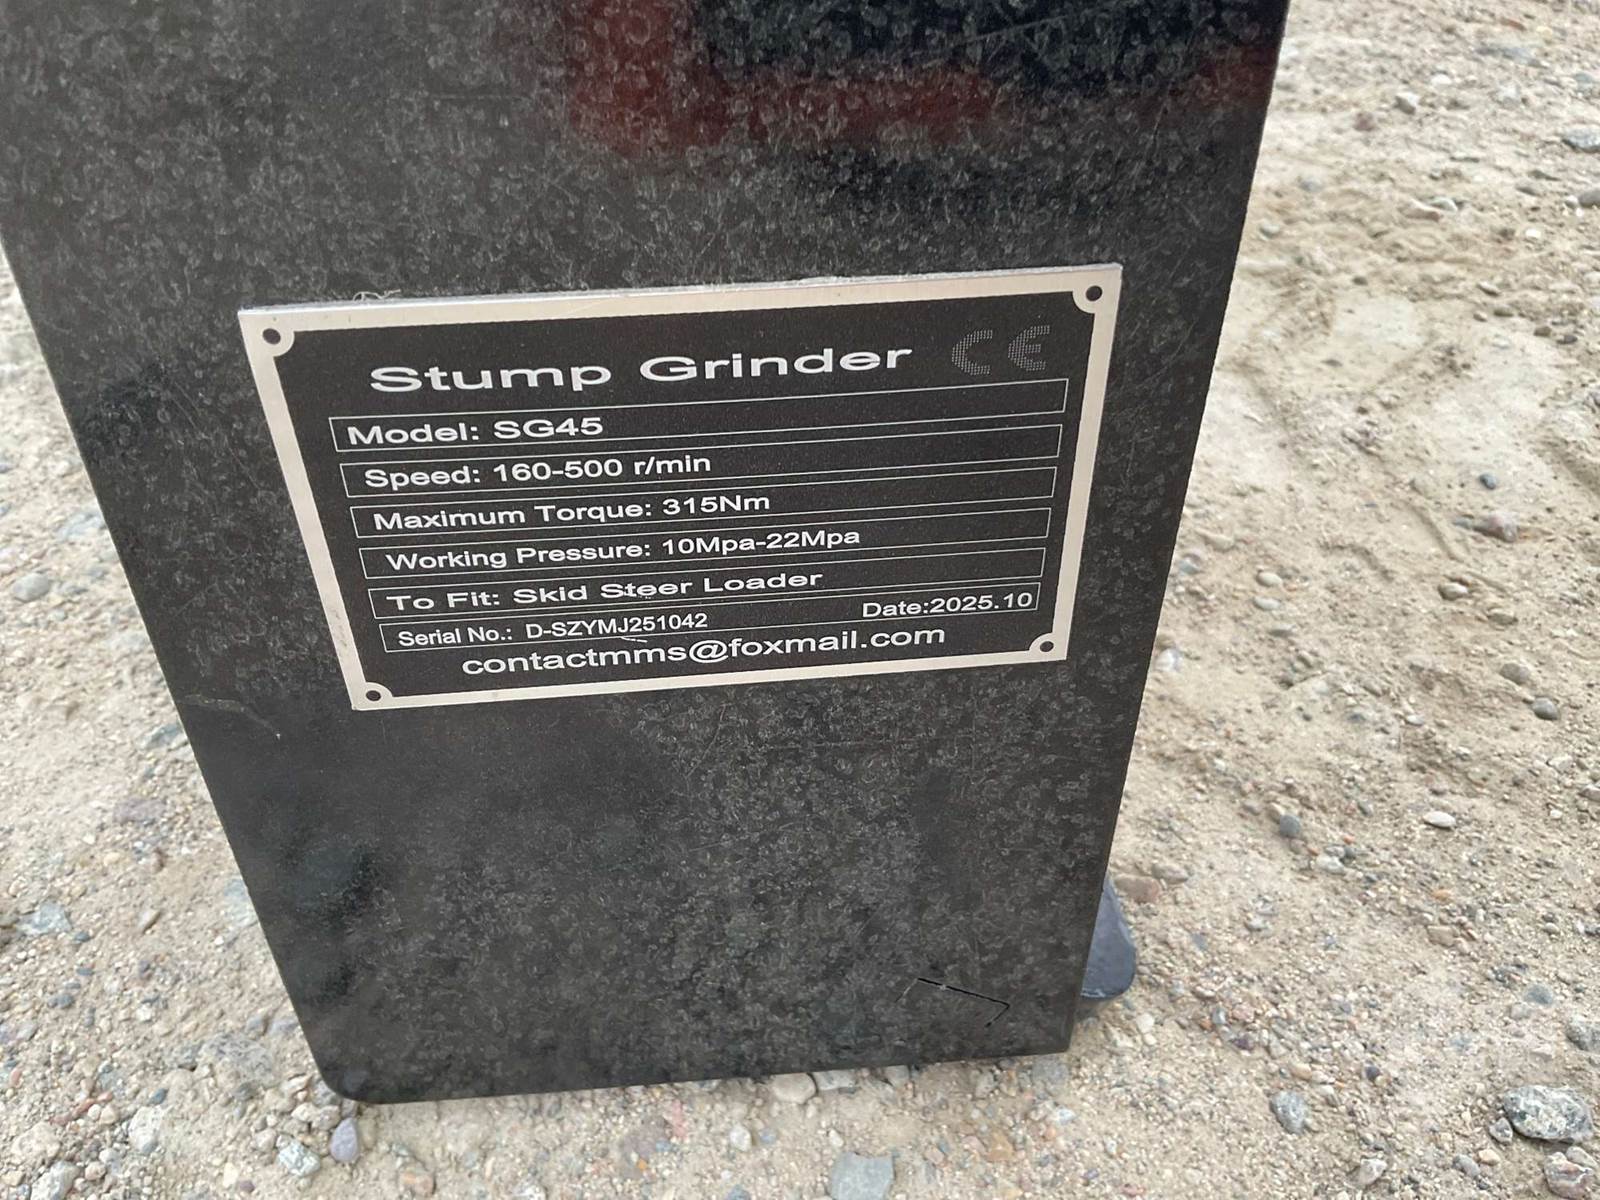 Stump Grinder CE
Model: SG45
Speed: 160-500 r/min
Maximum Torque: 315Nm
Working Pressure: 10Mpa-22Mpa
To Fit: Skid Steer Loader
Serial No.: D-SZYMJ251042 Date:2025.10
contactmms@foxmail.com